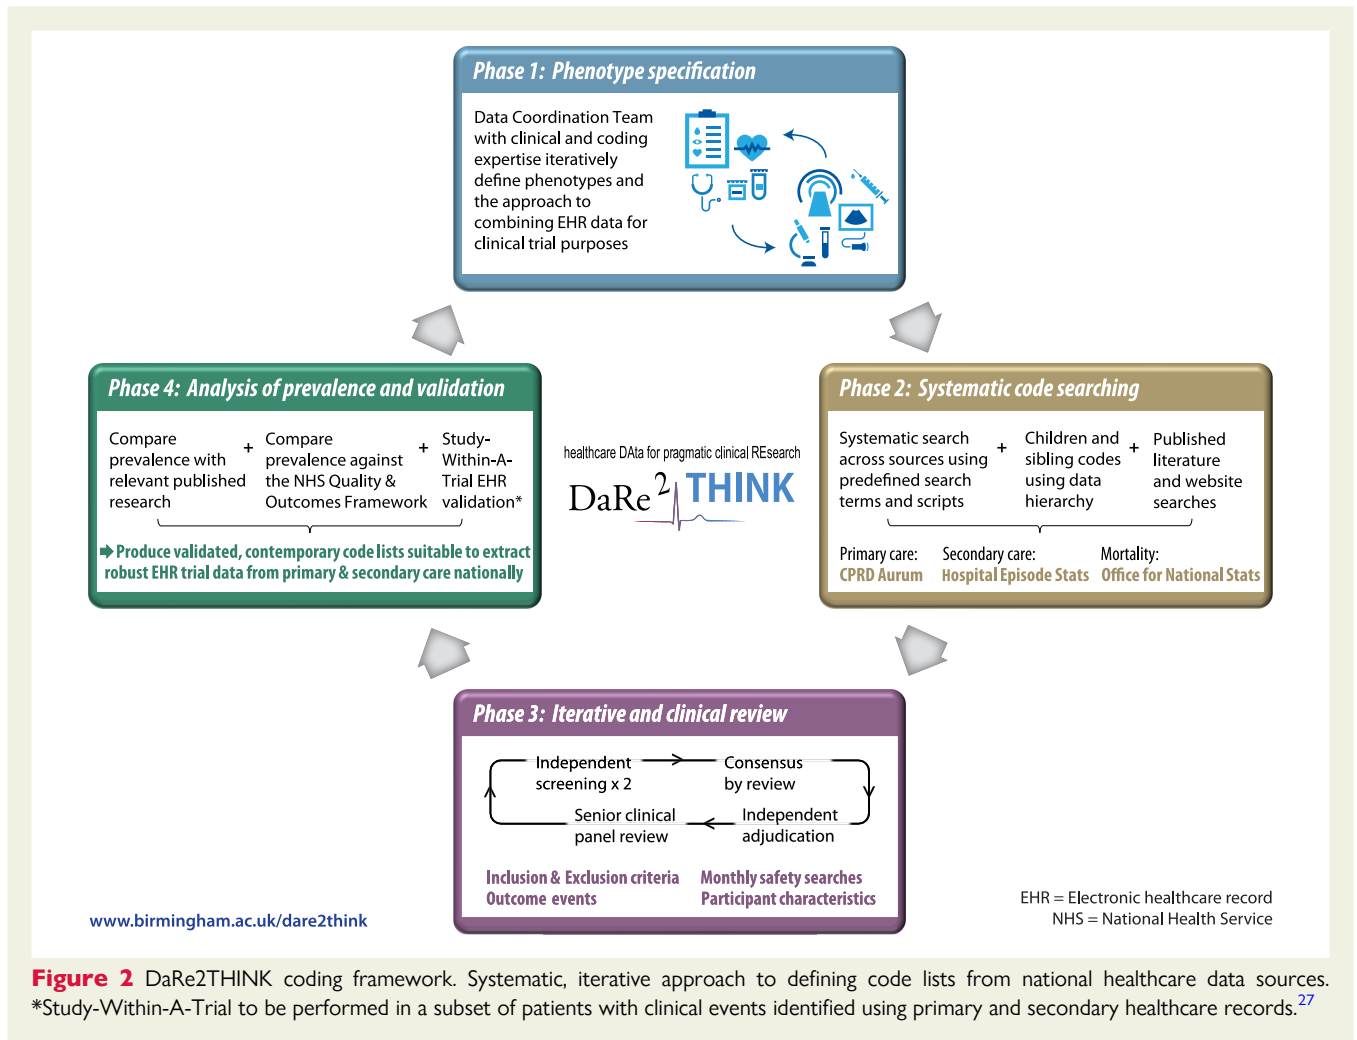 Phase 1: Phenotype specification
Data Coordination Team
with clinical and coding
expertise iteratively
define phenotypes and
the approach to
combining EHR data for
clinical trial purposes
Phase 4: Analysis of prevalence and validation
Compare
prevalence with
relevant published
research
+
Compare
prevalence against
the NHS Quality &
Outcomes Framework
+
Study-
Within-A-
Trial EHR
validation*
Produce validated, contemporary code lists suitable to extract
robust EHR trial data from primary & secondary care nationally
healthcare DAta for pragmatic clinical REsearch
DaRe2THINK
Phase 2: Systematic code searching
Systematic search
across sources using
predefined search
terms and scripts
+
Children and
sibling codes
using data
hierarchy
+
Published
literature
and website
searches
Primary care:
CPRD Aurum
Secondary care:
Hospital Episode Stats
Mortality:
Office for National Stats
Phase 3: Iterative and clinical review
Independent
screening x 2
Consensus
by review
Senior clinical
panel review
Independent
adjudication
Inclusion & Exclusion criteria
Outcome events
Monthly safety searches
Participant characteristics
www.birmingham.ac.uk/dare2think
EHR = Electronic healthcare record
NHS = National Health Service
Figure 2 DaRe2THINK coding framework. Systematic, iterative approach to defining code lists from national healthcare data sources.
*Study-Within-A-Trial to be performed in a subset of patients with clinical events identified using primary and secondary healthcare records.27